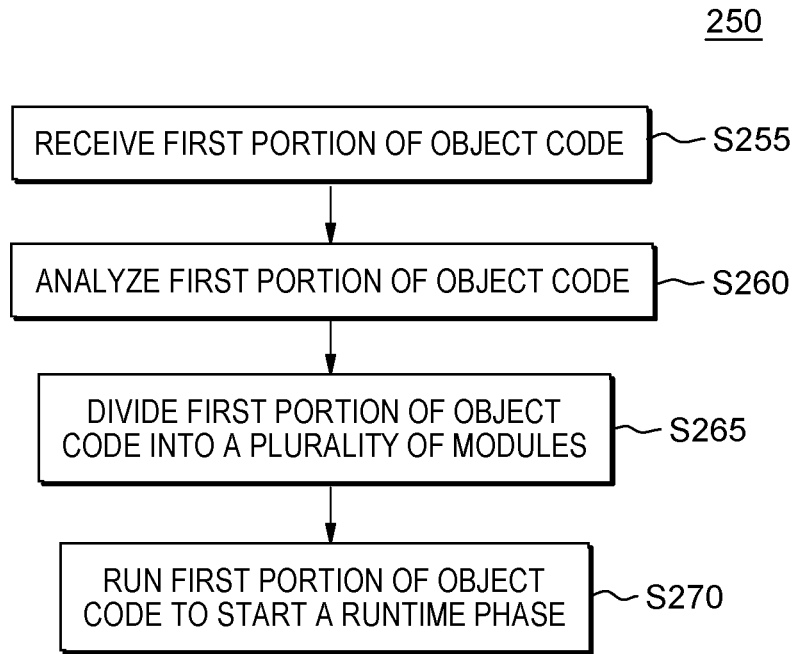 250
RECEIVE FIRST PORTION OF OBJECT CODE
S255
ANALYZE FIRST PORTION OF OBJECT CODE
S260
DIVIDE FIRST PORTION OF OBJECT
CODE INTO A PLURALITY OF MODULES
S265
RUN FIRST PORTION OF OBJECT
CODE TO START A RUNTIME PHASE
S270